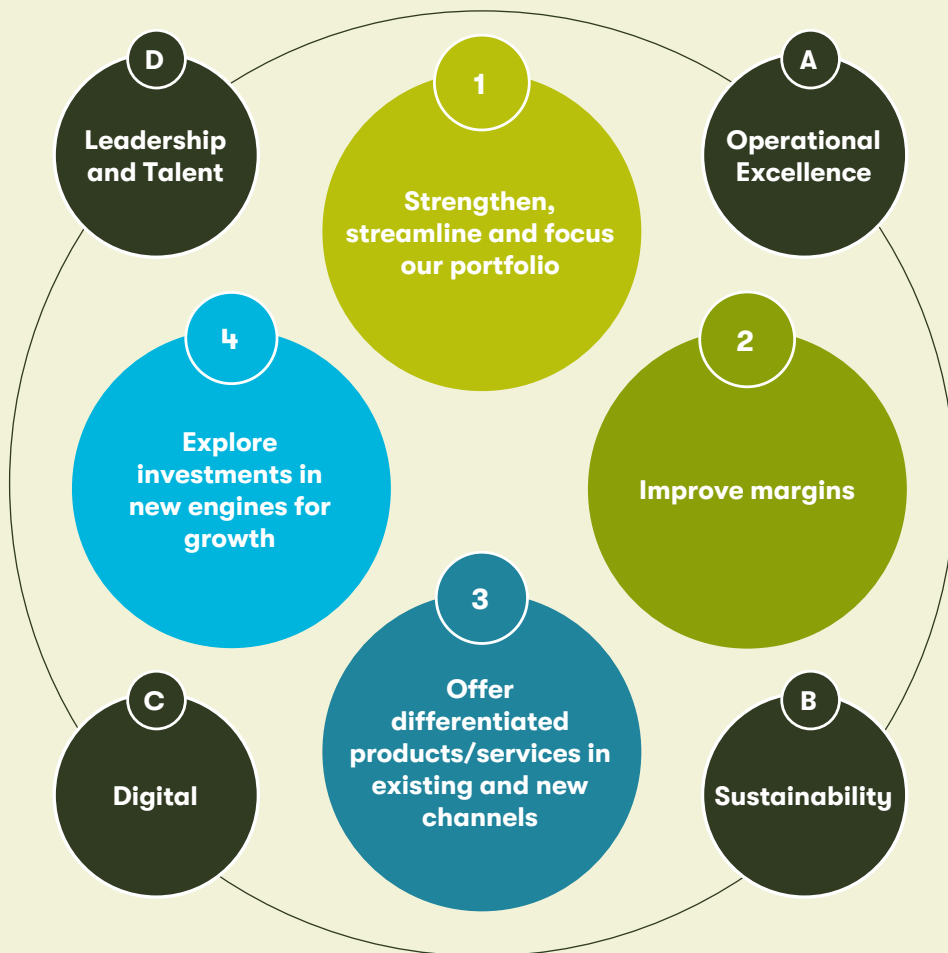 D
Leadership
and Talent
1
Strengthen,
streamline and focus
our portfolio
A
Operational
Excellence
4
Explore
investments in
new engines for
growth
2
Improve margins
3
Offer
differentiated
products/services in
existing and new
channels
C
Digital
B
Sustainability